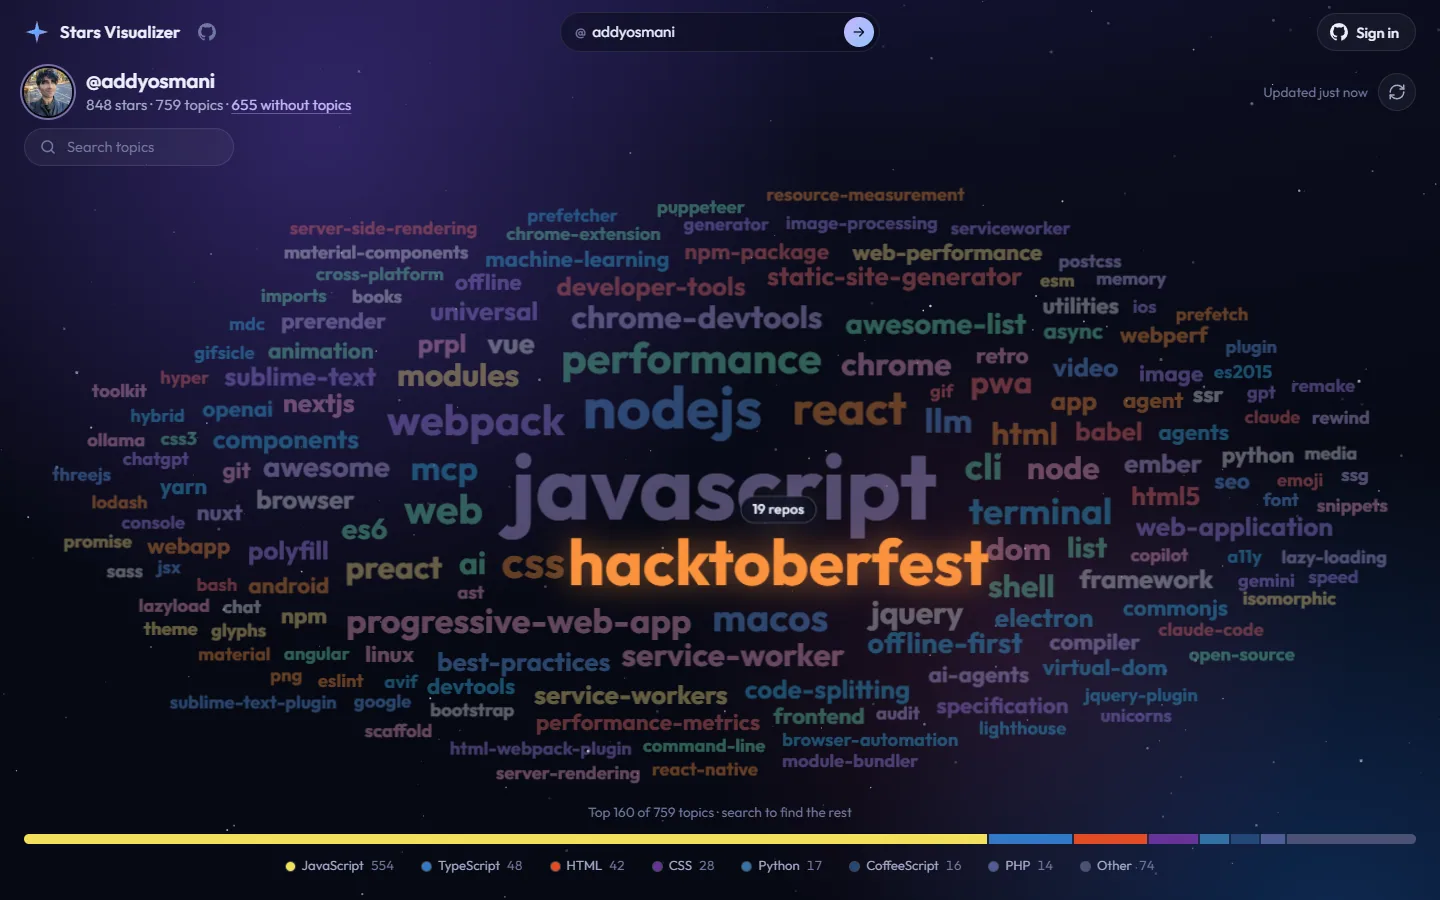 Stars Visualizer
@ addyosmani
Sign in
@addyosmani
848 stars · 759 topics · 655 without topics
Updated just now
Search topics
resource-measurement
prefetcher puppeteer
server-side-rendering chrome-extension generator image-processing serviceworker
material-components machine-learning npm-package web-performance postcss
cross-platform offline developer-tools static-site-generator esm memory
imports books universal chrome-devtools awesome-list utilities ios prefetch
mdc prerender async webperf
gifsicle animation prpl vue performance chrome retro video plugin
toolkit hyper sublime-text modules gif pwa image es2015 remake
hybrid openai nextjs webpack nodejs react llm app agent ssr gpt claude rewind
ollama css3 components html babel agents
threejs chatgpt git awesome mcp javascript cli node ember python media
lodash yarn browser html5 seo emoji ssg
console nuxt es6 web 19 repos terminal web-application font snippets
promise webapp polyfill hacktoberfest dom list copilot a11y lazy-loading
sass jsx preact ai css shell framework gemini speed
bash android ast isomorphic
lazyload chat npm progressive-web-app macos jquery electron commonjs
theme glyphs claude-code
material angular linux best-practices service-worker offline-first compiler open-source
png eslint avif devtools ai-agents virtual-dom
sublime-text-plugin google bootstrap service-workers code-splitting specification jquery-plugin
scaffold performance-metrics frontend audit lighthouse unicorns
html-webpack-plugin command-line browser-automation
server-rendering react-native module-bundler
Top 160 of 759 topics · search to find the rest
JavaScript 554 TypeScript 48 HTML 42 CSS 28 Python 17 CoffeeScript 16 PHP 14 Other 74